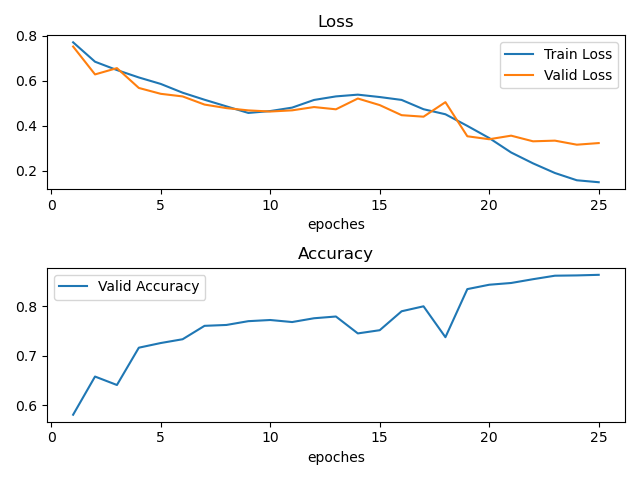 Loss
0.8
0.6
0.4
0.2
Train Loss
Valid Loss
0 5 10 15 20 25
epoches
Accuracy
0.8
0.7
0.6
Valid Accuracy
0 5 10 15 20 25
epoches